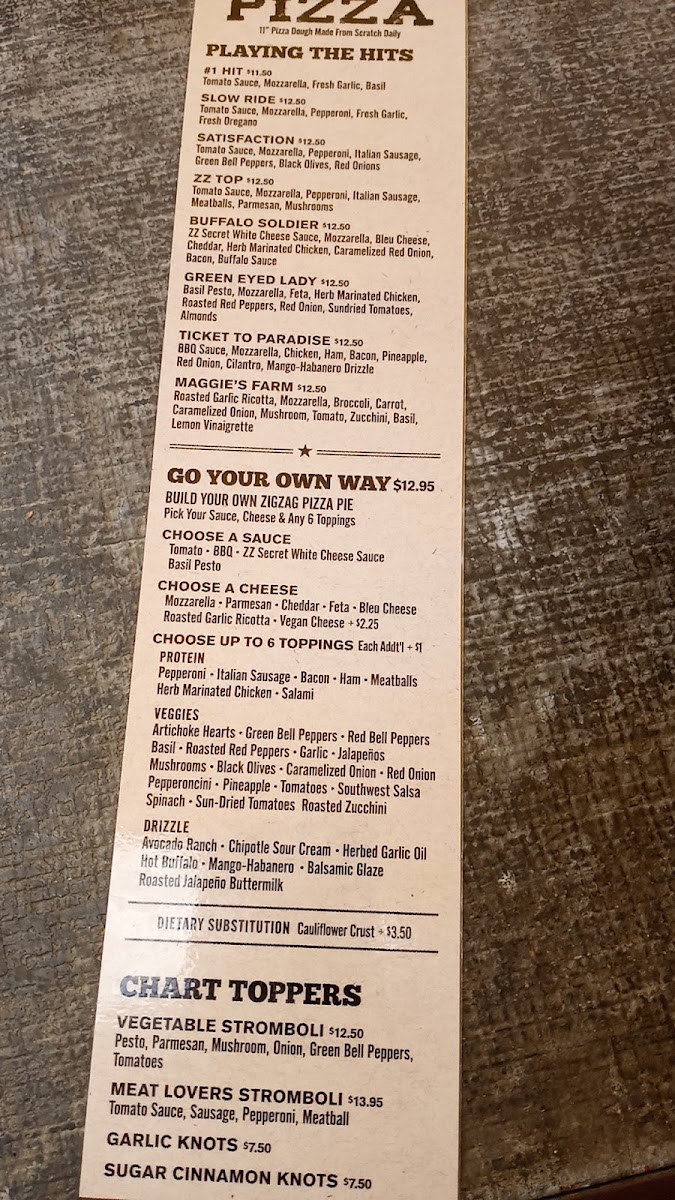 PIZZA
11" Pizza Dough Made From Scratch Daily
PLAYING THE HITS
#1 HIT $11.50
Tomato Sauce, Mozzarella, Fresh Garlic, Basil
SLOW RIDE $12.50
Tomato Sauce, Mozzarella, Pepperoni, Fresh Garlic,
Fresh Oregano
SATISFACTION $12.50
Tomato Sauce, Mozzarella, Pepperoni, Italian Sausage,
Green Bell Peppers, Black Olives, Red Onions
ZZ TOP $12.50
Tomato Sauce, Mozzarella, Pepperoni, Italian Sausage,
Meatballs, Parmesan, Mushrooms
BUFFALO SOLDIER $12.50
ZZ Secret White Cheese Sauce, Mozzarella, Bleu Cheese,
Cheddar, Herb Marinated Chicken, Caramelized Red Onion,
Bacon, Buffalo Sauce
GREEN EYED LADY $12.50
Basil Pesto, Mozzarella, Feta, Herb Marinated Chicken,
Roasted Red Peppers, Red Onion, Sundried Tomatoes,
Almonds
TICKET TO PARADISE $12.50
BBQ Sauce, Mozzarella, Chicken, Ham, Bacon, Pineapple,
Red Onion, Cilantro, Mango-Habanero Drizzle
MAGGIE'S FARM $12.50
Roasted Garlic Ricotta, Mozzarella, Broccoli, Carrot,
Caramelized Onion, Mushroom, Tomato, Zucchini, Basil,
Lemon Vinaigrette
GO YOUR OWN WAY $12.95
BUILD YOUR OWN ZIGZAG PIZZA PIE
Pick Your Sauce, Cheese & Any 6 Toppings
CHOOSE A SAUCE
Tomato • BBQ • ZZ Secret White Cheese Sauce
Basil Pesto
CHOOSE A CHEESE
Mozzarella • Parmesan • Cheddar • Feta • Bleu Cheese
Roasted Garlic Ricotta • Vegan Cheese + $2.25
CHOOSE UP TO 6 TOPPINGS Each Addt'l + $1
PROTEIN
Pepperoni • Italian Sausage • Bacon • Ham • Meatballs
Herb Marinated Chicken • Salami
VEGGIES
Artichoke Hearts • Green Bell Peppers • Red Bell Peppers
Basil • Roasted Red Peppers • Garlic • Jalapeños
Mushrooms • Black Olives • Caramelized Onion • Red Onion
Pepperoncini • Pineapple • Tomatoes • Southwest Salsa
Spinach • Sun-Dried Tomatoes Roasted Zucchini
DRIZZLE
Avocado Ranch • Chipotle Sour Cream • Herbed Garlic Oil
Hot Buffalo • Mango-Habanero • Balsamic Glaze
Roasted Jalapeño Buttermilk
DIETARY SUBSTITUTION Cauliflower Crust + $3.50
CHART TOPPERS
VEGETABLE STROMBOLI $12.50
Pesto, Parmesan, Mushroom, Onion, Green Bell Peppers,
Tomatoes
MEAT LOVERS STROMBOLI $13.95
Tomato Sauce, Sausage, Pepperoni, Meatball
GARLIC KNOTS $7.50
SUGAR CINNAMON KNOTS $7.50